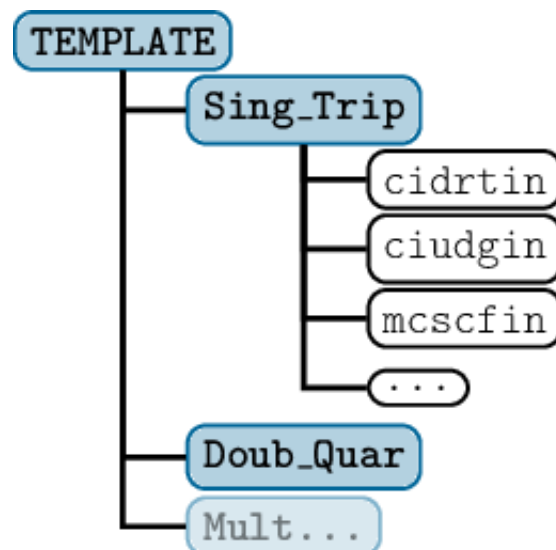 TEMPLATE
Sing_Trip
cidrtin
ciudgin
mcscfin
...
Doub_Quar
Mult...